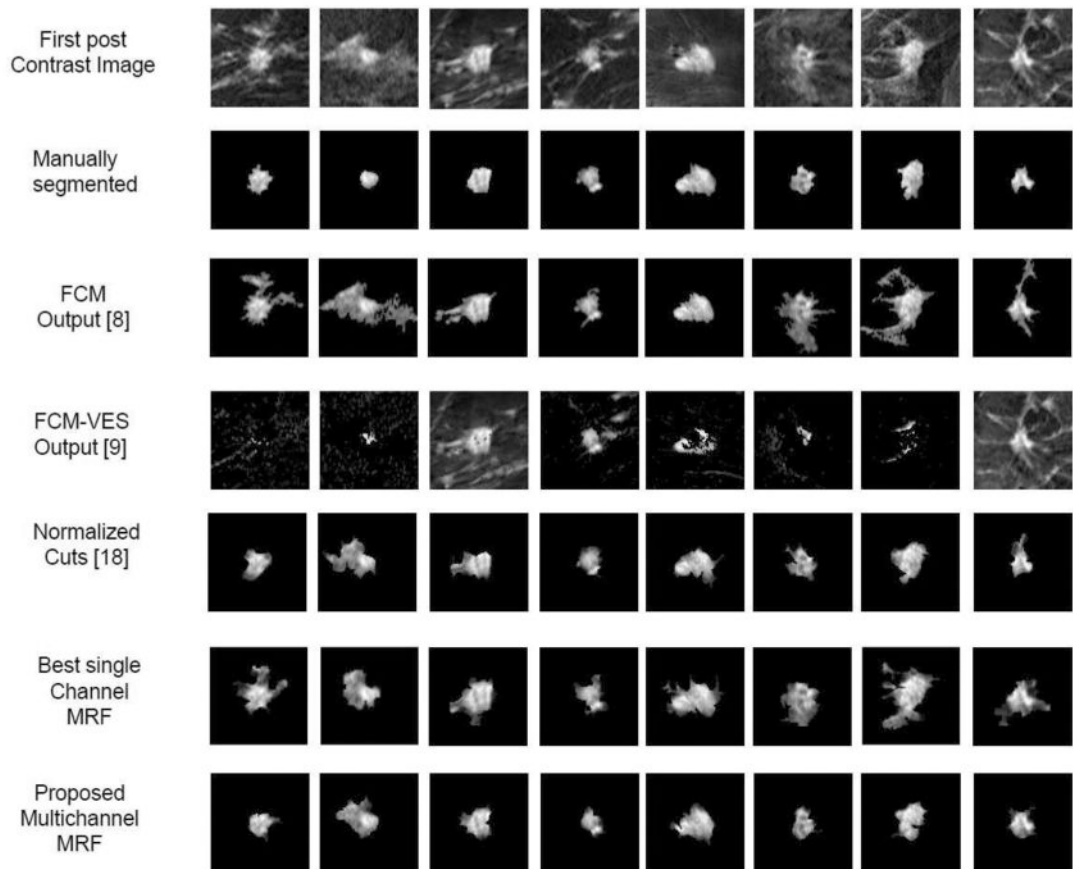 First post
Contrast Image
Manually
segmented
FCM
Output [8]
FCM-VES
Output [9]
Normalized
Cuts [18]
Best single
Channel
MRF
Proposed
Multichannel
MRF